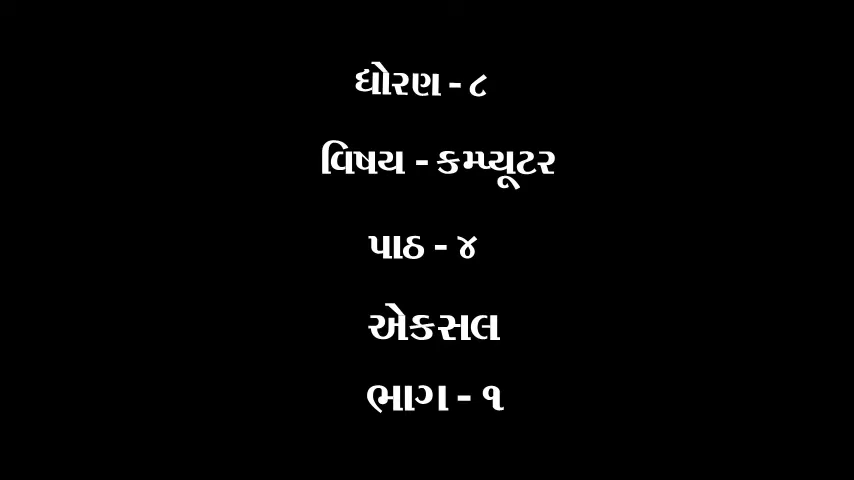 ધોરણ - ૮
વિષય - કમ્પ્યૂટર
પાઠ - ૪
એકસલ
ભાગ - ૧